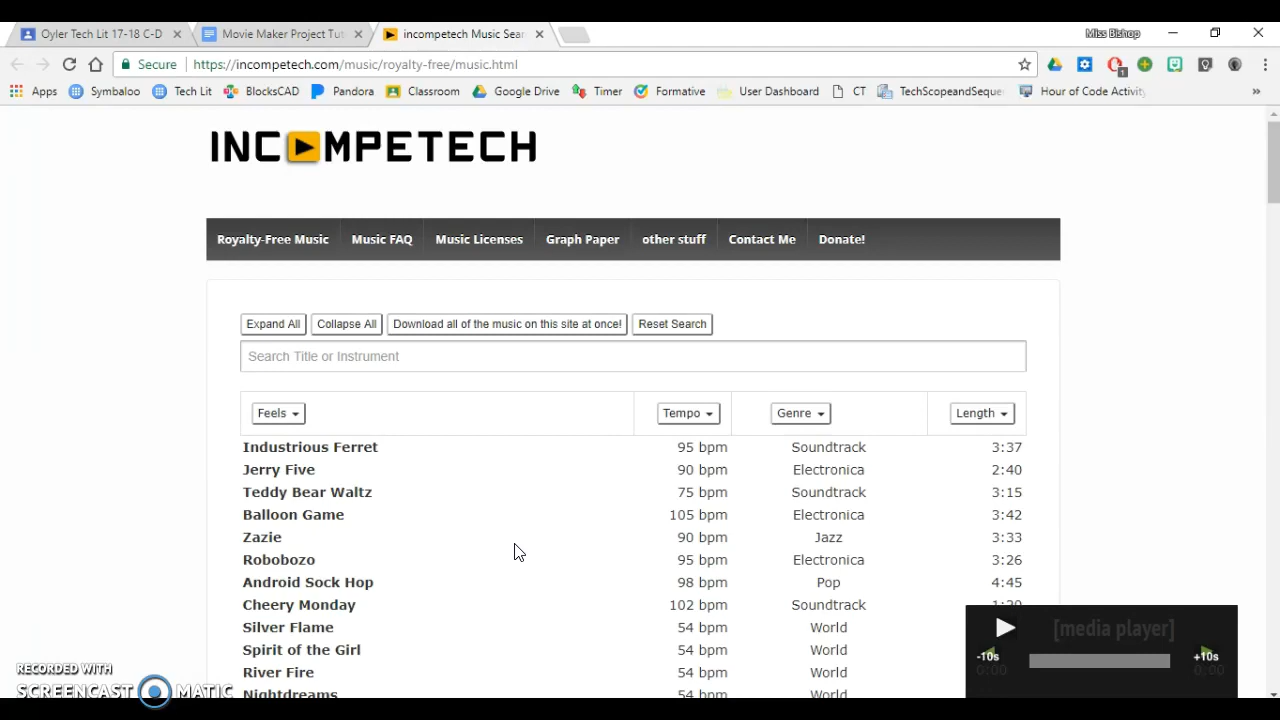 Oyler Tech Lit 17-18 C-D
Movie Maker Project Tut
incompetech Music Sear
Miss Bishop
Secure
https://incompetech.com/music/royalty-free/music.html
1
Apps
Symbaloo
Tech Lit
BlocksCAD
Pandora
Classroom
Google Drive
Timer
Formative
User Dashboard
CT
TechScopeandSeque
Hour of Code Activity
»
INCOMPETECH
Royalty-Free Music
Music FAQ
Music Licenses
Graph Paper
other stuff
Contact Me
Donate!
Expand All
Collapse All
Download all of the music on this site at once!
Reset Search
Search Title or Instrument
Feels
Tempo
Genre
Length
Industrious Ferret 95 bpm Soundtrack 3:37
Jerry Five 90 bpm Electronica 2:40
Teddy Bear Waltz 75 bpm Soundtrack 3:15
Balloon Game 105 bpm Electronica 3:42
Zazie 90 bpm Jazz 3:33
Robobozo 95 bpm Electronica 3:26
Android Sock Hop 98 bpm Pop 4:45
Cheery Monday 102 bpm Soundtrack
Silver Flame 54 bpm World
Spirit of the Girl 54 bpm World
River Fire 54 bpm World
Nightdreams 54 bpm World
[media player]
-10s
+10s
0:00
0:00
RECORDED WITH
SCREENCAST MATIC